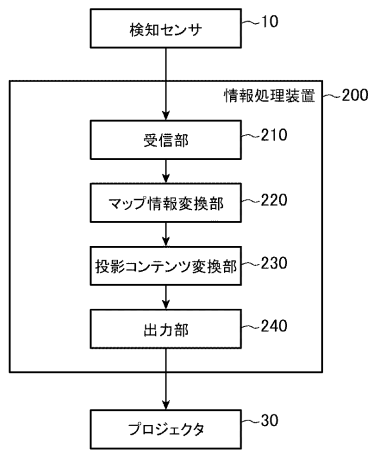 検知センサ 10
情報処理装置 200
受信部 210
マップ情報変換部 220
投影コンテンツ変換部 230
出力部 240
プロジェクタ 30